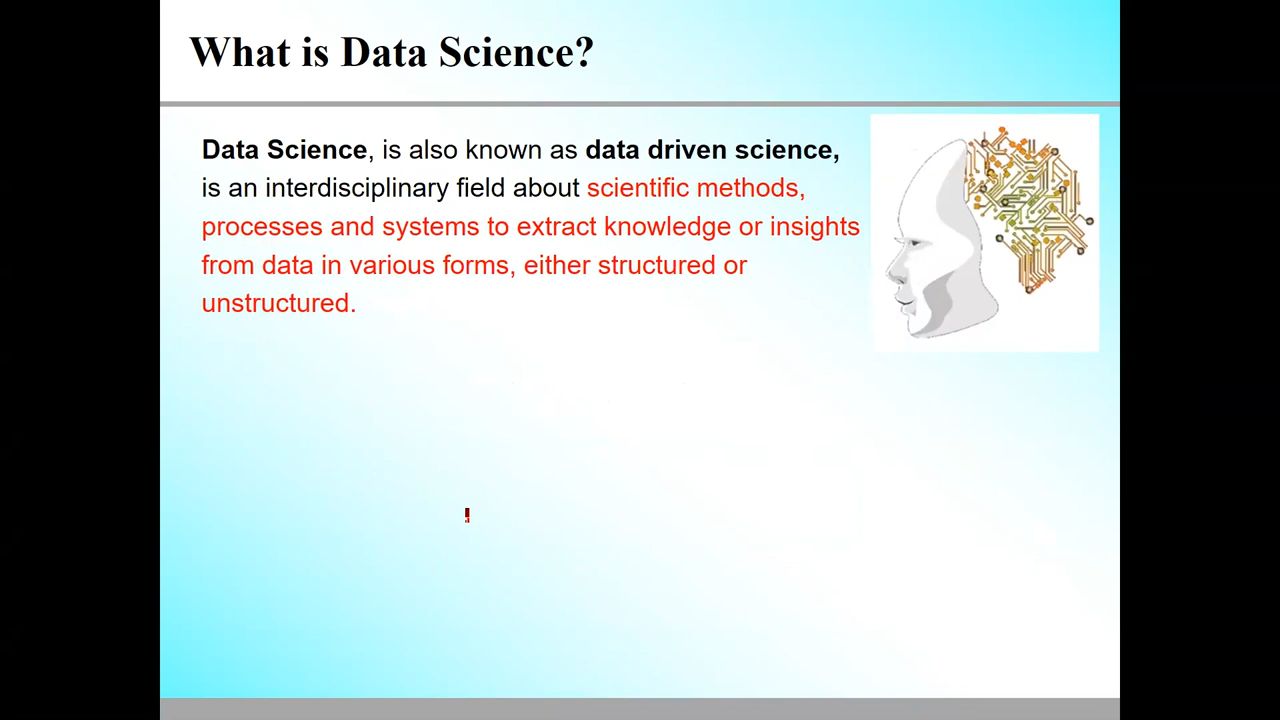 What is Data Science?
Data Science, is also known as data driven science,
is an interdisciplinary field about scientific methods,
processes and systems to extract knowledge or insights
from data in various forms, either structured or
unstructured.